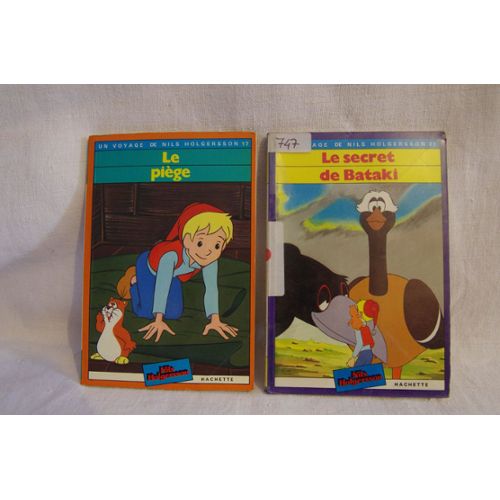 UN VOYAGE DE NILS HOLGERSSON 17
Le
piège
Nils
Holgersson
HACHETTE
747
AGE DE NILS HOLGERSSON
Le secret
de Bataki
Nils
Holgersson
HACHETTE